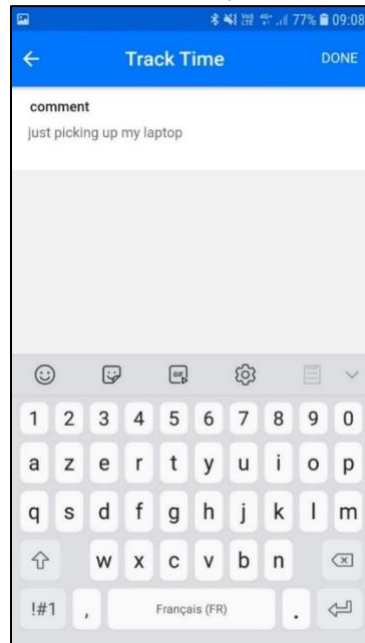 77% 09:08
Track Time
DONE
comment
just picking up my laptop
GIF
1 2 3 4 5 6 7 8 9 0
a z e r t y u i o p
q s d f g h j k l m
w x c v b n
!#1 , Français (FR) .